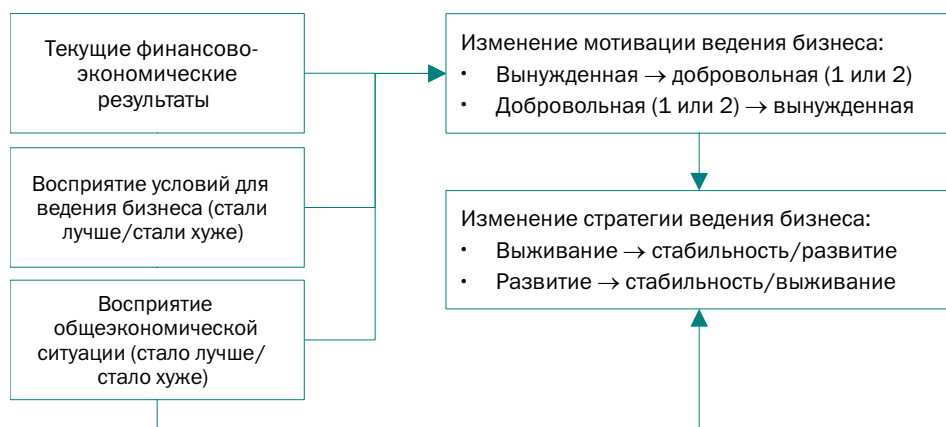 Текущие финансово-
экономические
результаты
Восприятие условий для
ведения бизнеса (стали
лучше/стали хуже)
Восприятие
общеэкономической
ситуации (стало лучше/
стало хуже)
Изменение мотивации ведения бизнеса:
• Вынужденная → добровольная (1 или 2)
• Добровольная (1 или 2) → вынужденная
Изменение стратегии ведения бизнеса:
• Выживание → стабильность/развитие
• Развитие → стабильность/выживание